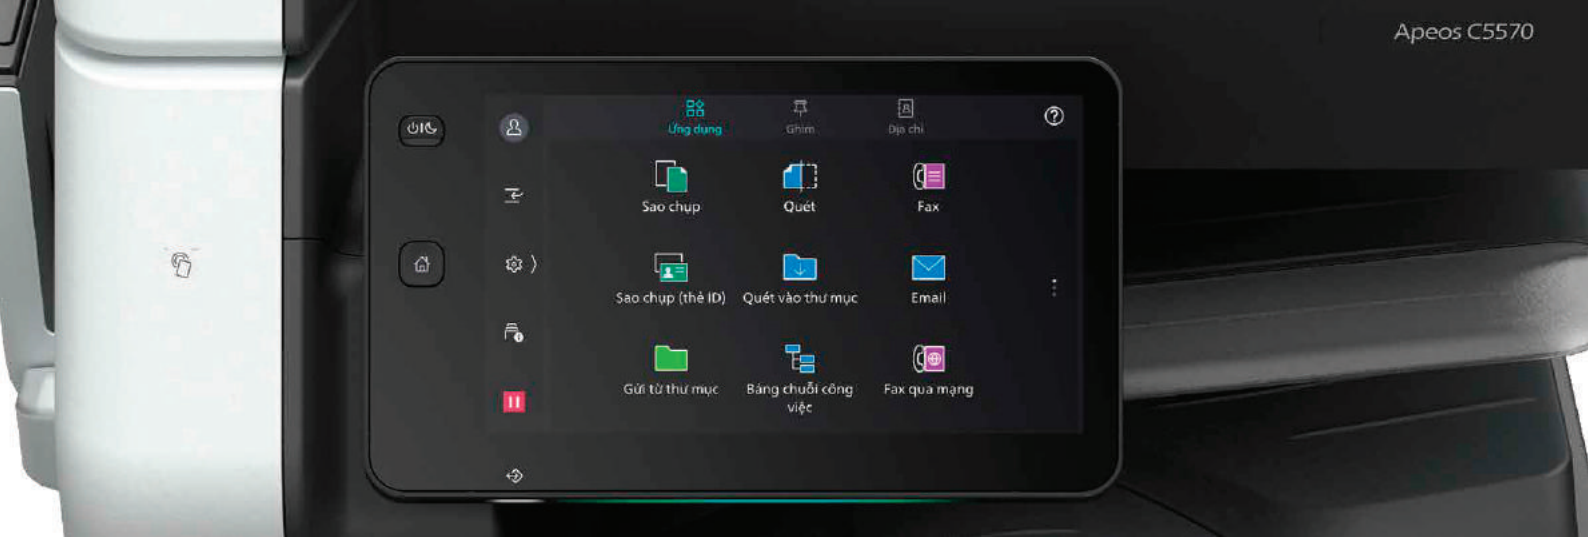 Apeos C5570
Ứng dụng
Ghim
Địa chỉ
Sao chụp
Quét
Fax
Sao chụp (thẻ ID)
Quét vào thư mục
Email
Gửi từ thư mục
Bảng chuỗi công
việc
Fax qua mạng